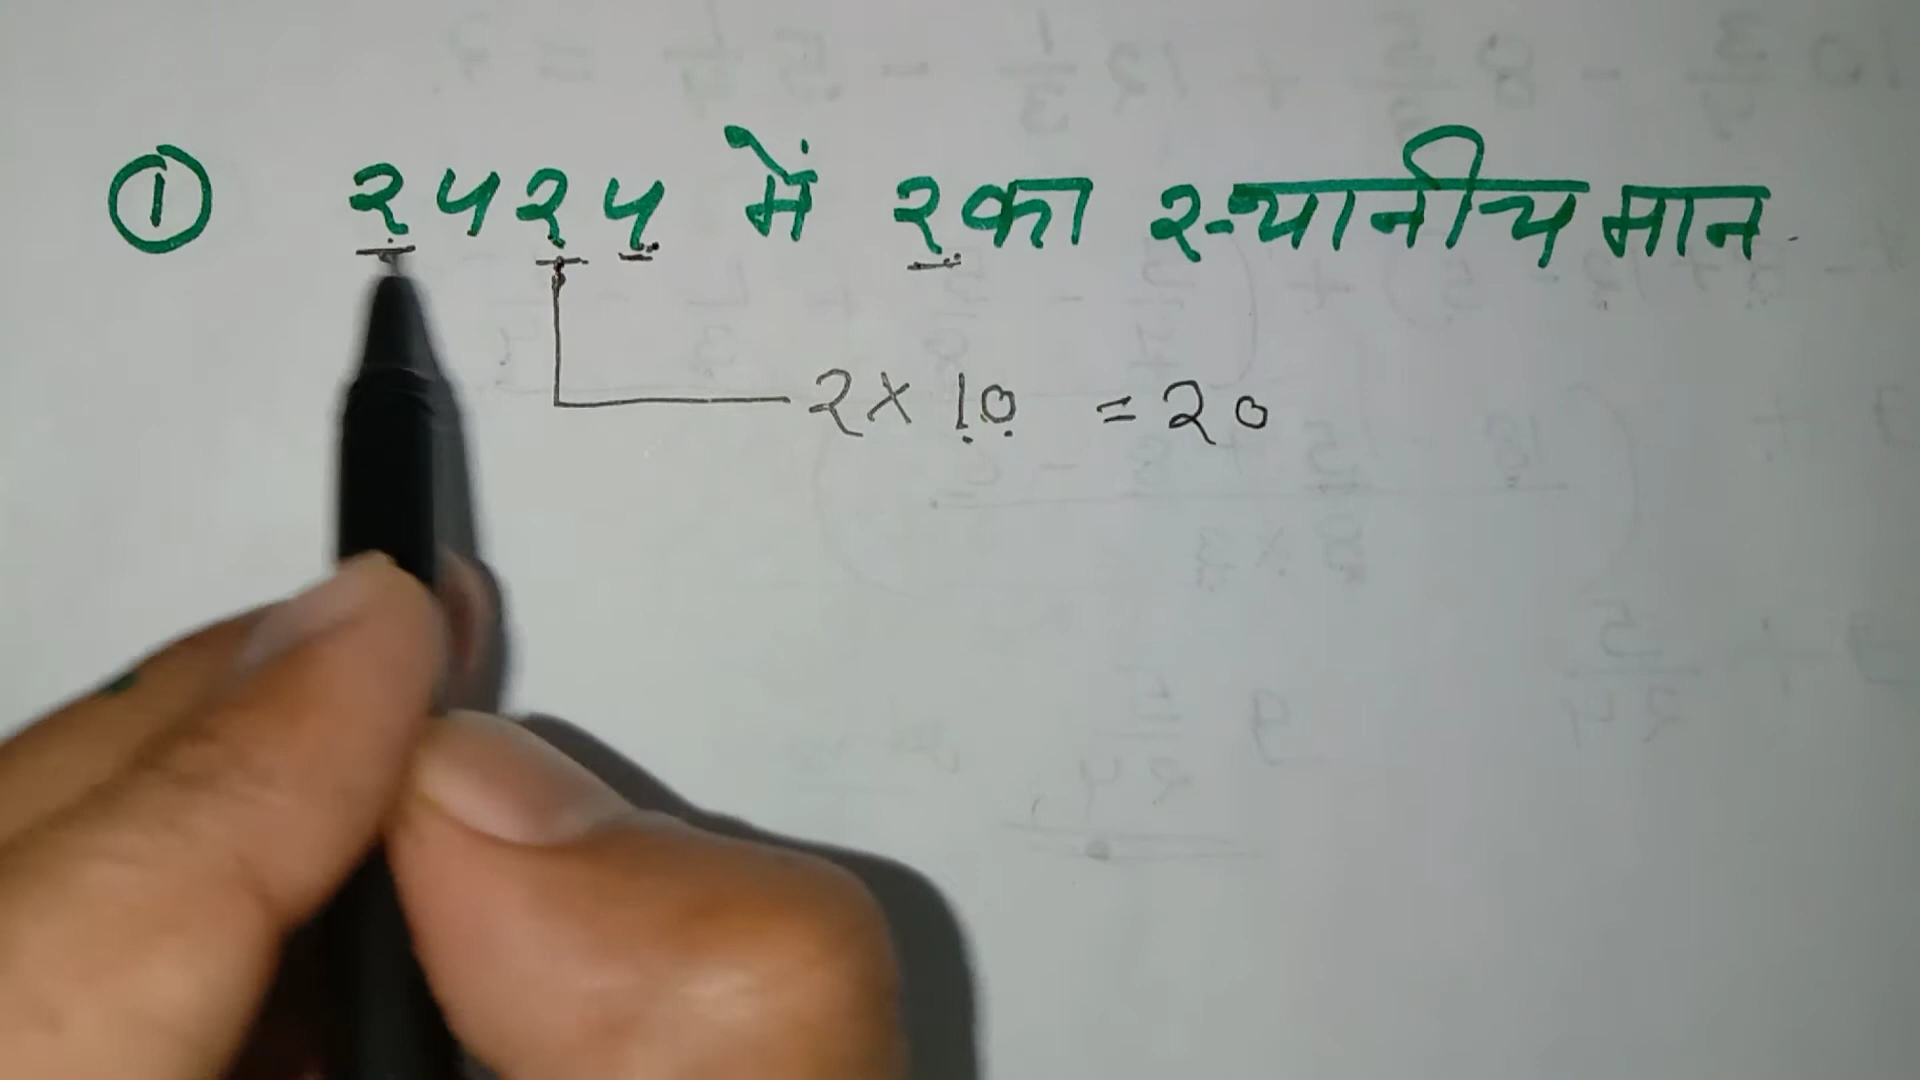 ① २५२५ में २ का स्थानीय मान
2 × 10 = 20